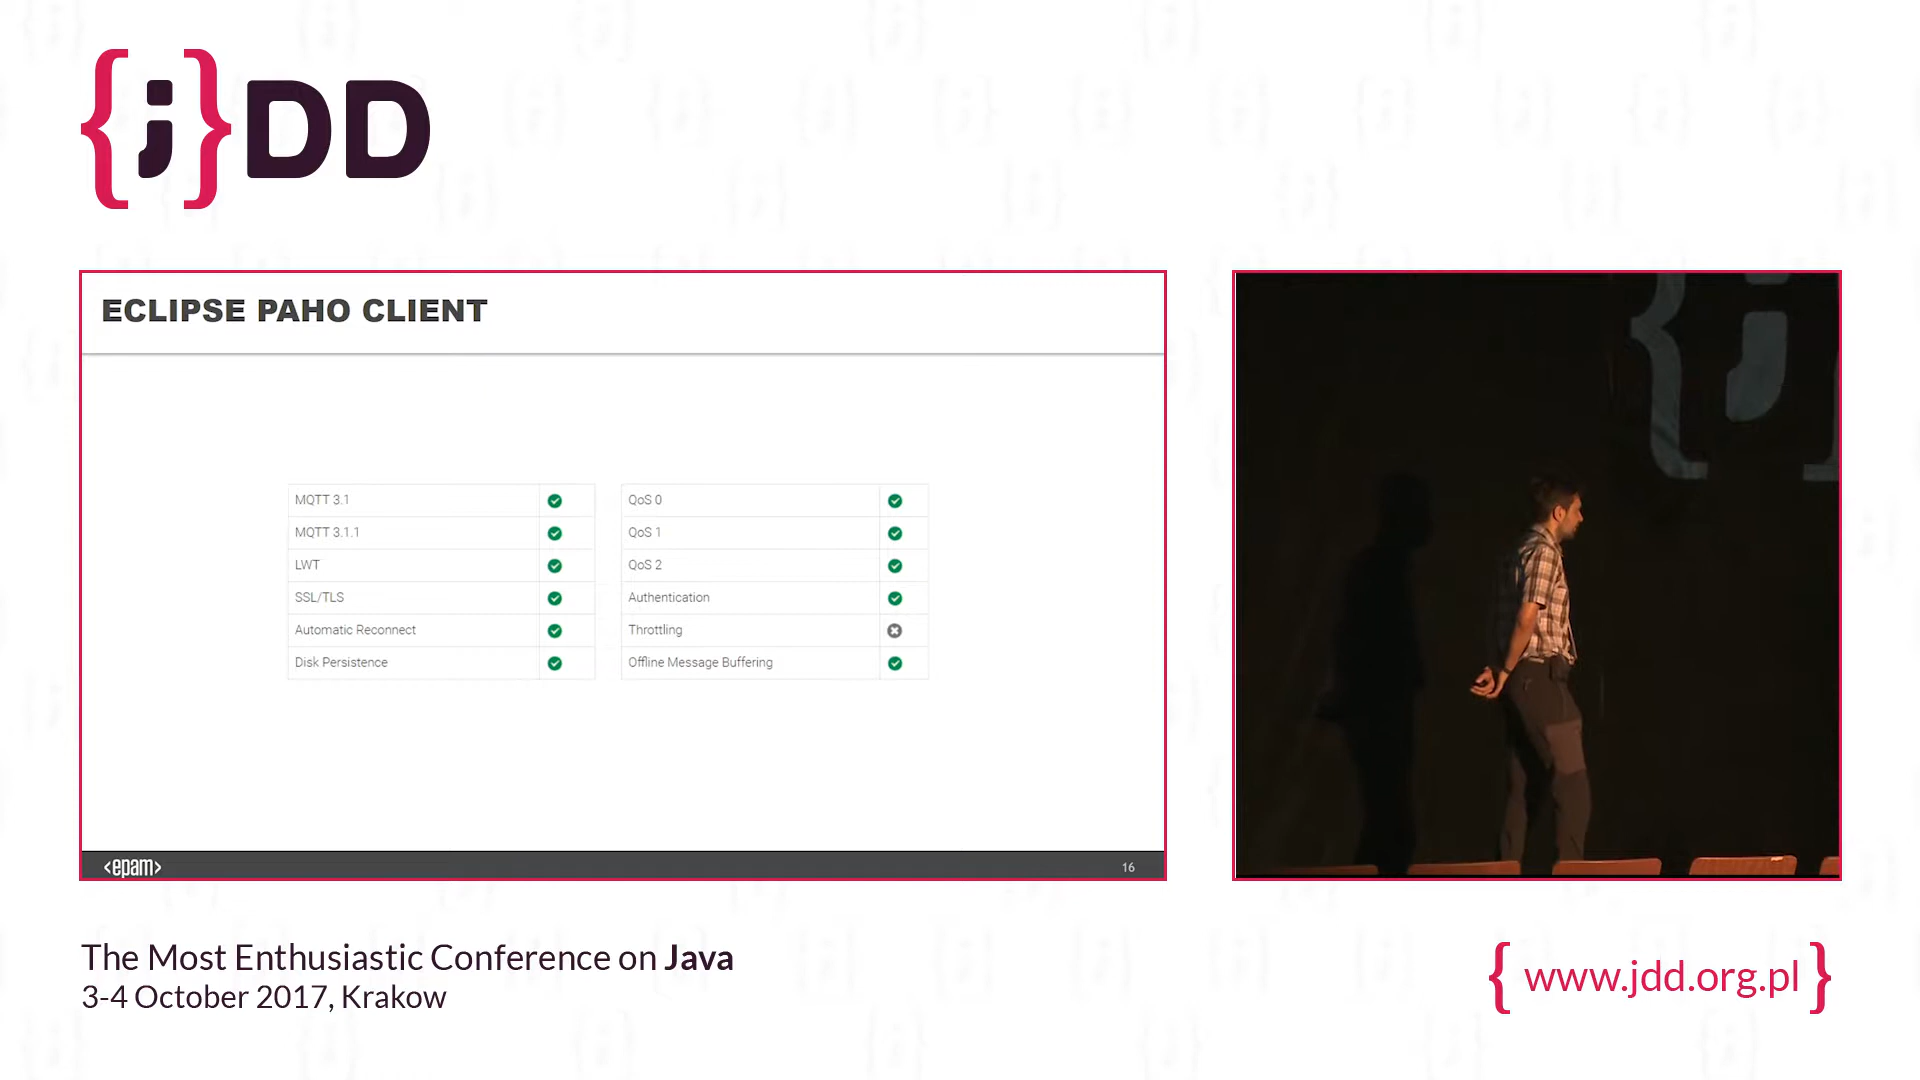 {;}DD
ECLIPSE PAHO CLIENT
MQTT 3.1
MQTT 3.1.1
LWT
SSL/TLS
Automatic Reconnect
Disk Persistence
QoS 0
QoS 1
QoS 2
Authentication
Throttling
Offline Message Buffering
<epam>
16
The Most Enthusiastic Conference on Java
3-4 October 2017, Krakow
{ www.jdd.org.pl }